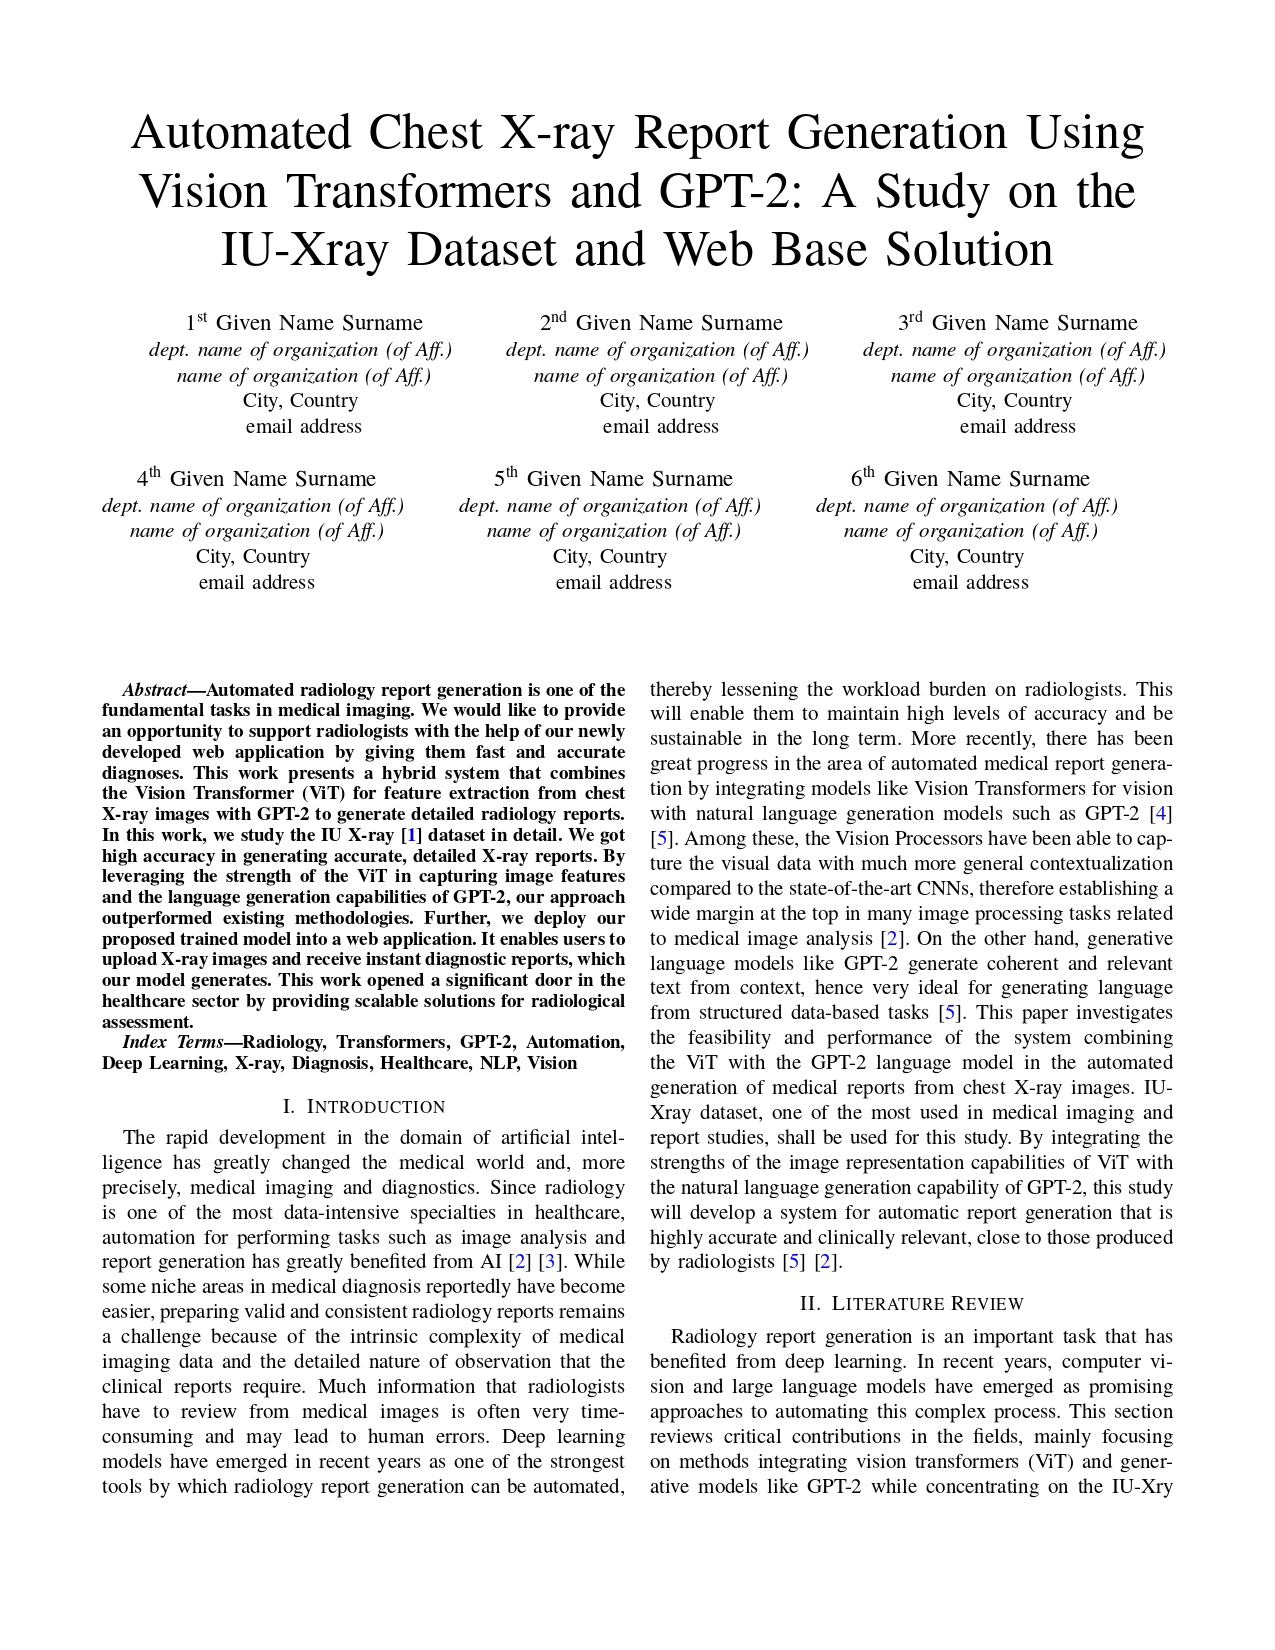 Automated Chest X-ray Report Generation Using
Vision Transformers and GPT-2: A Study on the
IU-Xray Dataset and Web Base Solution
1st Given Name Surname
dept. name of organization (of Aff.)
name of organization (of Aff.)
City, Country
email address
2nd Given Name Surname
dept. name of organization (of Aff.)
name of organization (of Aff.)
City, Country
email address
3rd Given Name Surname
dept. name of organization (of Aff.)
name of organization (of Aff.)
City, Country
email address
4th Given Name Surname
dept. name of organization (of Aff.)
name of organization (of Aff.)
City, Country
email address
5th Given Name Surname
dept. name of organization (of Aff.)
name of organization (of Aff.)
City, Country
email address
6th Given Name Surname
dept. name of organization (of Aff.)
name of organization (of Aff.)
City, Country
email address
Abstract—Automated radiology report generation is one of the
fundamental tasks in medical imaging. We would like to provide
an opportunity to support radiologists with the help of our newly
developed web application by giving them fast and accurate
diagnoses. This work presents a hybrid system that combines
the Vision Transformer (ViT) for feature extraction from chest
X-ray images with GPT-2 to generate detailed radiology reports.
In this work, we study the IU X-ray [1] dataset in detail. We got
high accuracy in generating accurate, detailed X-ray reports. By
leveraging the strength of the ViT in capturing image features
and the language generation capabilities of GPT-2, our approach
outperformed existing methodologies. Further, we deploy our
proposed trained model into a web application. It enables users to
upload X-ray images and receive instant diagnostic reports, which
our model generates. This work opened a significant door in the
healthcare sector by providing scalable solutions for radiological
assessment.
Index Terms—Radiology, Transformers, GPT-2, Automation,
Deep Learning, X-ray, Diagnosis, Healthcare, NLP, Vision
I. INTRODUCTION
The rapid development in the domain of artificial intel-
ligence has greatly changed the medical world and, more
precisely, medical imaging and diagnostics. Since radiology
is one of the most data-intensive specialties in healthcare,
automation for performing tasks such as image analysis and
report generation has greatly benefited from AI [2] [3]. While
some niche areas in medical diagnosis reportedly have become
easier, preparing valid and consistent radiology reports remains
a challenge because of the intrinsic complexity of medical
imaging data and the detailed nature of observation that the
clinical reports require. Much information that radiologists
have to review from medical images is often very time-
consuming and may lead to human errors. Deep learning
models have emerged in recent years as one of the strongest
tools by which radiology report generation can be automated,
thereby lessening the workload burden on radiologists. This
will enable them to maintain high levels of accuracy and be
sustainable in the long term. More recently, there has been
great progress in the area of automated medical report genera-
tion by integrating models like Vision Transformers for vision
with natural language generation models such as GPT-2 [4]
[5]. Among these, the Vision Processors have been able to cap-
ture the visual data with much more general contextualization
compared to the state-of-the-art CNNs, therefore establishing a
wide margin at the top in many image processing tasks related
to medical image analysis [2]. On the other hand, generative
language models like GPT-2 generate coherent and relevant
text from context, hence very ideal for generating language
from structured data-based tasks [5]. This paper investigates
the feasibility and performance of the system combining
the ViT with the GPT-2 language model in the automated
generation of medical reports from chest X-ray images. IU-
Xray dataset, one of the most used in medical imaging and
report studies, shall be used for this study. By integrating the
strengths of the image representation capabilities of ViT with
the natural language generation capability of GPT-2, this study
will develop a system for automatic report generation that is
highly accurate and clinically relevant, close to those produced
by radiologists [5] [2].
II. LITERATURE REVIEW
Radiology report generation is an important task that has
benefited from deep learning. In recent years, computer vi-
sion and large language models have emerged as promising
approaches to automating this complex process. This section
reviews critical contributions in the fields, mainly focusing
on methods integrating vision transformers (ViT) and gener-
ative models like GPT-2 while concentrating on the IU-Xry